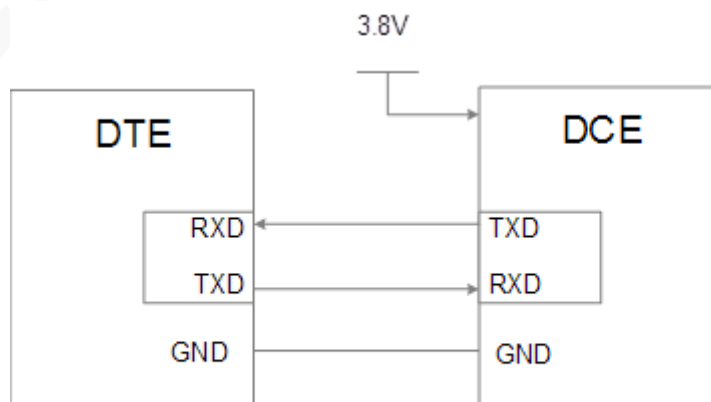 3.8V
DTE
DCE
RXD
TXD
TXD
RXD
GND
GND